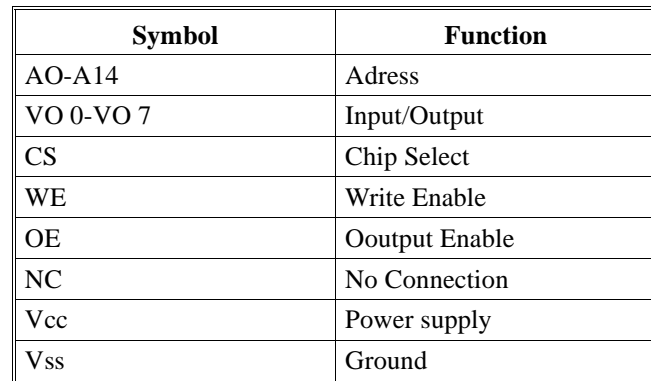 Symbol Function
AO-A14 Adress
VO 0-VO 7 Input/Output
CS Chip Select
WE Write Enable
OE Ooutput Enable
NC No Connection
Vcc Power supply
Vss Ground